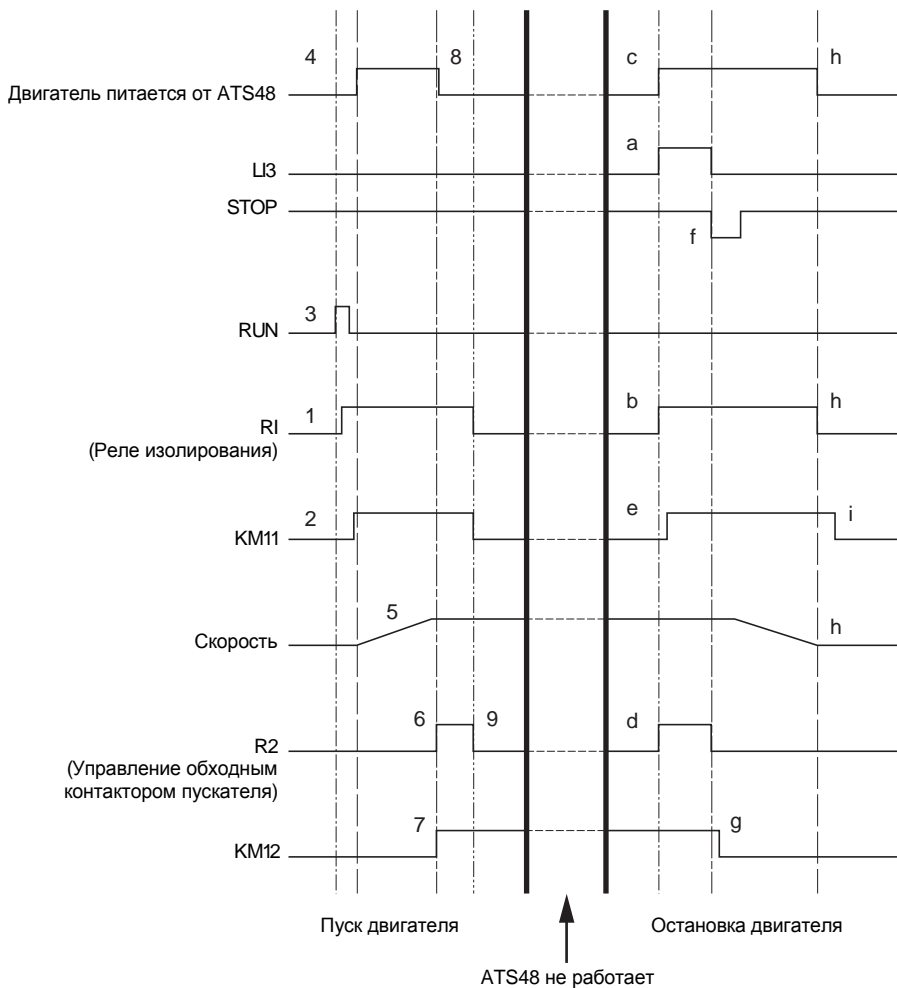 4 8 c h
Двигатель питается от ATS48
a
LI3
STOP
f
3
RUN
1 b h
RI
(Реле изолирования)
2 e i
KM11
5
Скорость h
6 9 d
R2
(Управление обходным
контактором пускателя)
7 g
KM12
Пуск двигателя Остановка двигателя
ATS48 не работает